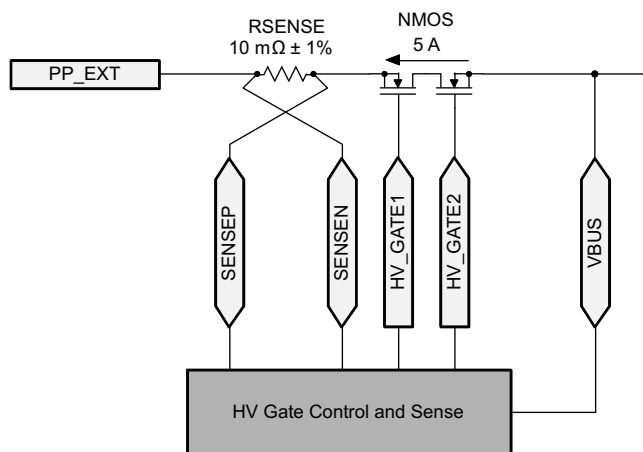 RSENSE
10 mΩ ± 1%
NMOS
5 A
PP_EXT
SENSEP
SENSEN
HV_GATE1
HV_GATE2
VBUS
HV Gate Control and Sense